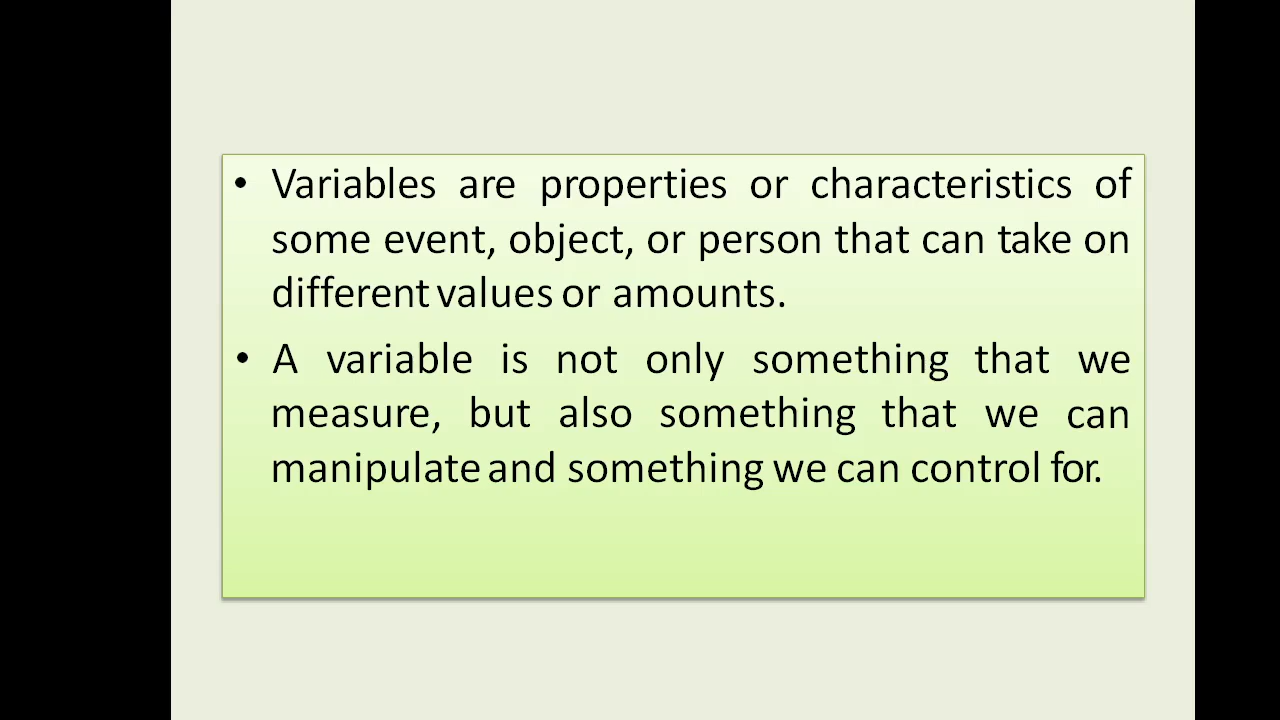 • Variables are properties or characteristics of
some event, object, or person that can take on
different values or amounts.
• A variable is not only something that we
measure, but also something that we can
manipulate and something we can control for.